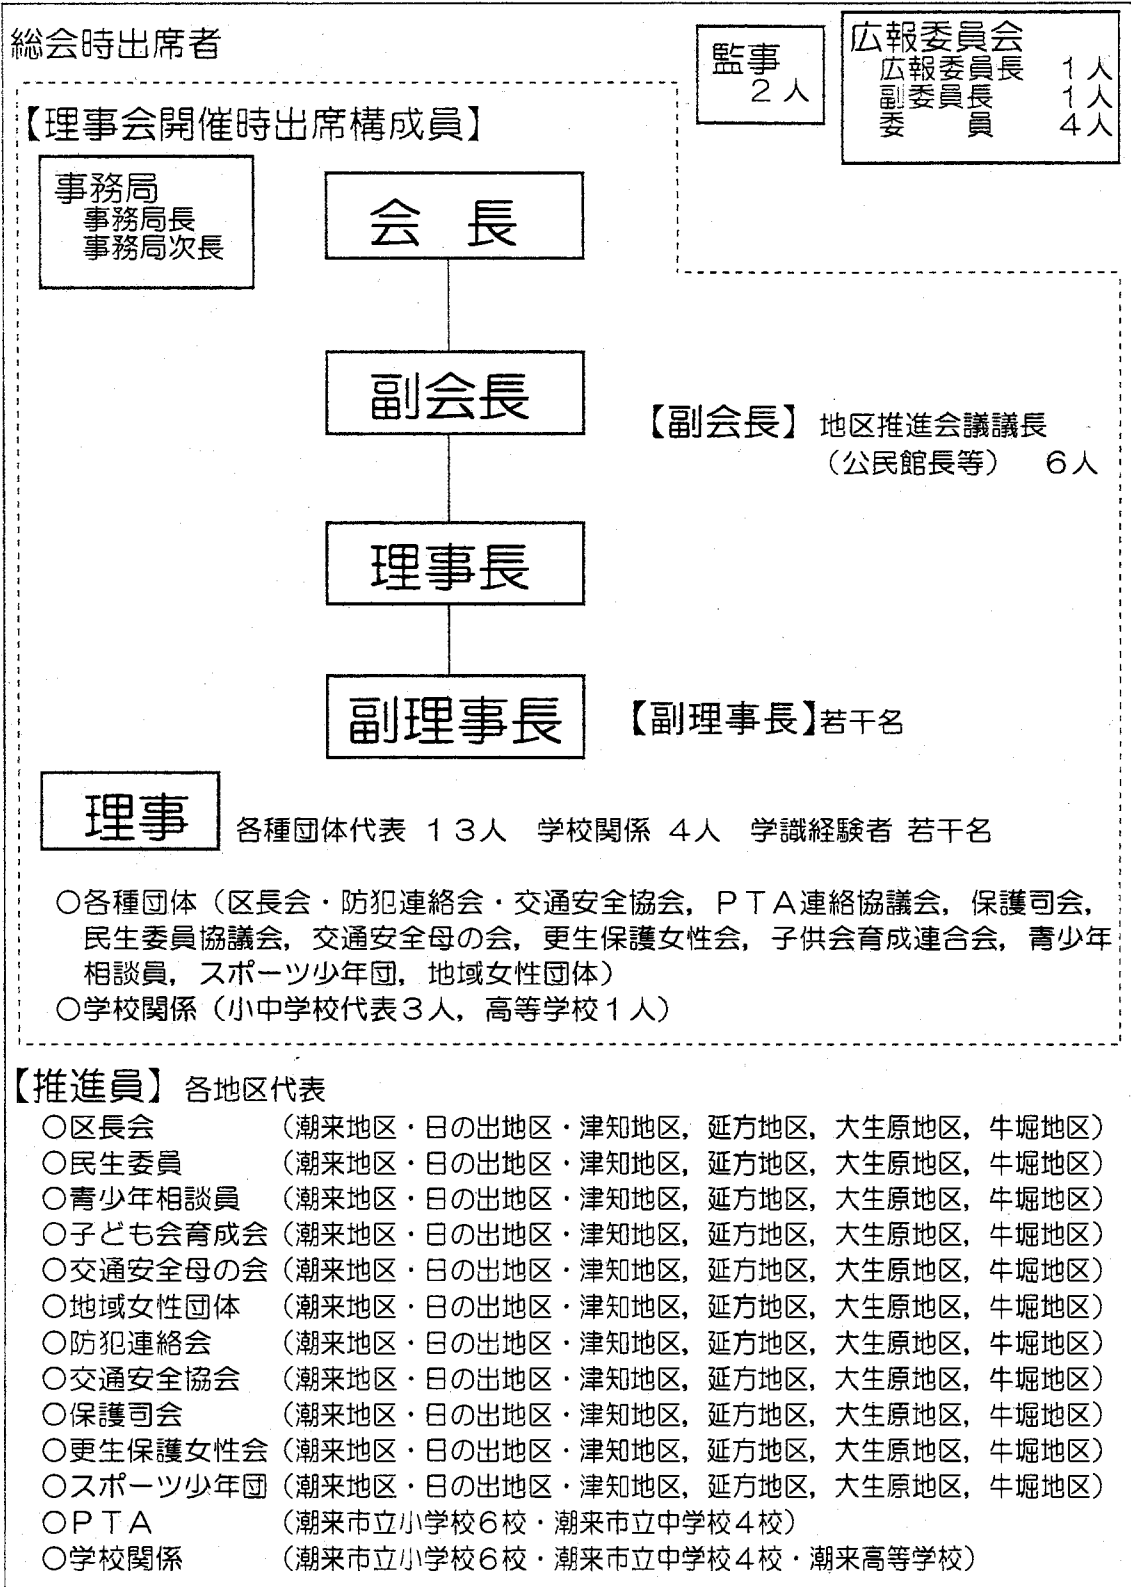 総会時出席者
監事
2人
広報委員会
広報委員長 1人
副委員長 1人
委員 4人
【理事会開催時出席構成員】
事務局
事務局長
事務局次長
会長
副会長
【副会長】地区推進会議議長
（公民館長等） 6人
理事長
副理事長
【副理事長】若干名
理事
各種団体代表 13人 学校関係 4人 学識経験者 若干名
○各種団体（区長会・防犯連絡会・交通安全協会，PTA連絡協議会，保護司会，
民生委員協議会，交通安全母の会，更生保護女性会，子供会育成連合会，青少年
相談員，スポーツ少年団，地域女性団体）
○学校関係（小中学校代表3人，高等学校1人）
【推進員】各地区代表
○区長会 （潮来地区・日の出地区・津知地区，延方地区，大生原地区，牛堀地区）
○民生委員 （潮来地区・日の出地区・津知地区，延方地区，大生原地区，牛堀地区）
○青少年相談員 （潮来地区・日の出地区・津知地区，延方地区，大生原地区，牛堀地区）
○子ども会育成会（潮来地区・日の出地区・津知地区，延方地区，大生原地区，牛堀地区）
○交通安全母の会（潮来地区・日の出地区・津知地区，延方地区，大生原地区，牛堀地区）
○地域女性団体 （潮来地区・日の出地区・津知地区，延方地区，大生原地区，牛堀地区）
○防犯連絡会 （潮来地区・日の出地区・津知地区，延方地区，大生原地区，牛堀地区）
○交通安全協会 （潮来地区・日の出地区・津知地区，延方地区，大生原地区，牛堀地区）
○保護司会 （潮来地区・日の出地区・津知地区，延方地区，大生原地区，牛堀地区）
○更生保護女性会（潮来地区・日の出地区・津知地区，延方地区，大生原地区，牛堀地区）
○スポーツ少年団（潮来地区・日の出地区・津知地区，延方地区，大生原地区，牛堀地区）
○PTA （潮来市立小学校6校・潮来市立中学校4校）
○学校関係 （潮来市立小学校6校・潮来市立中学校4校・潮来高等学校）